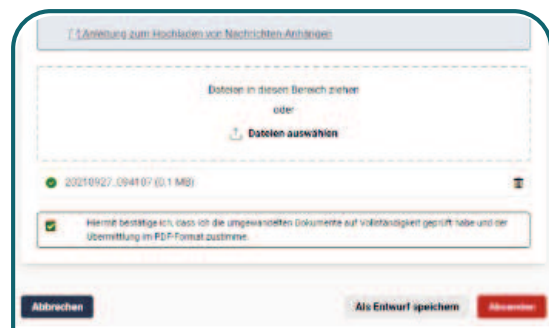 Anleitung zum Hochladen von Nachrichten-Anhängen
Dateien in diesen Bereich ziehen
oder
Dateien auswählen
20210927_094107 (0.1 MB)
Hiermit bestätige ich, dass ich die umgewandelten Dokumente auf Vollständigkeit geprüft habe und der
Übermittlung im PDF-Format zustimme.
Abbrechen
Als Entwurf speichern
Absenden